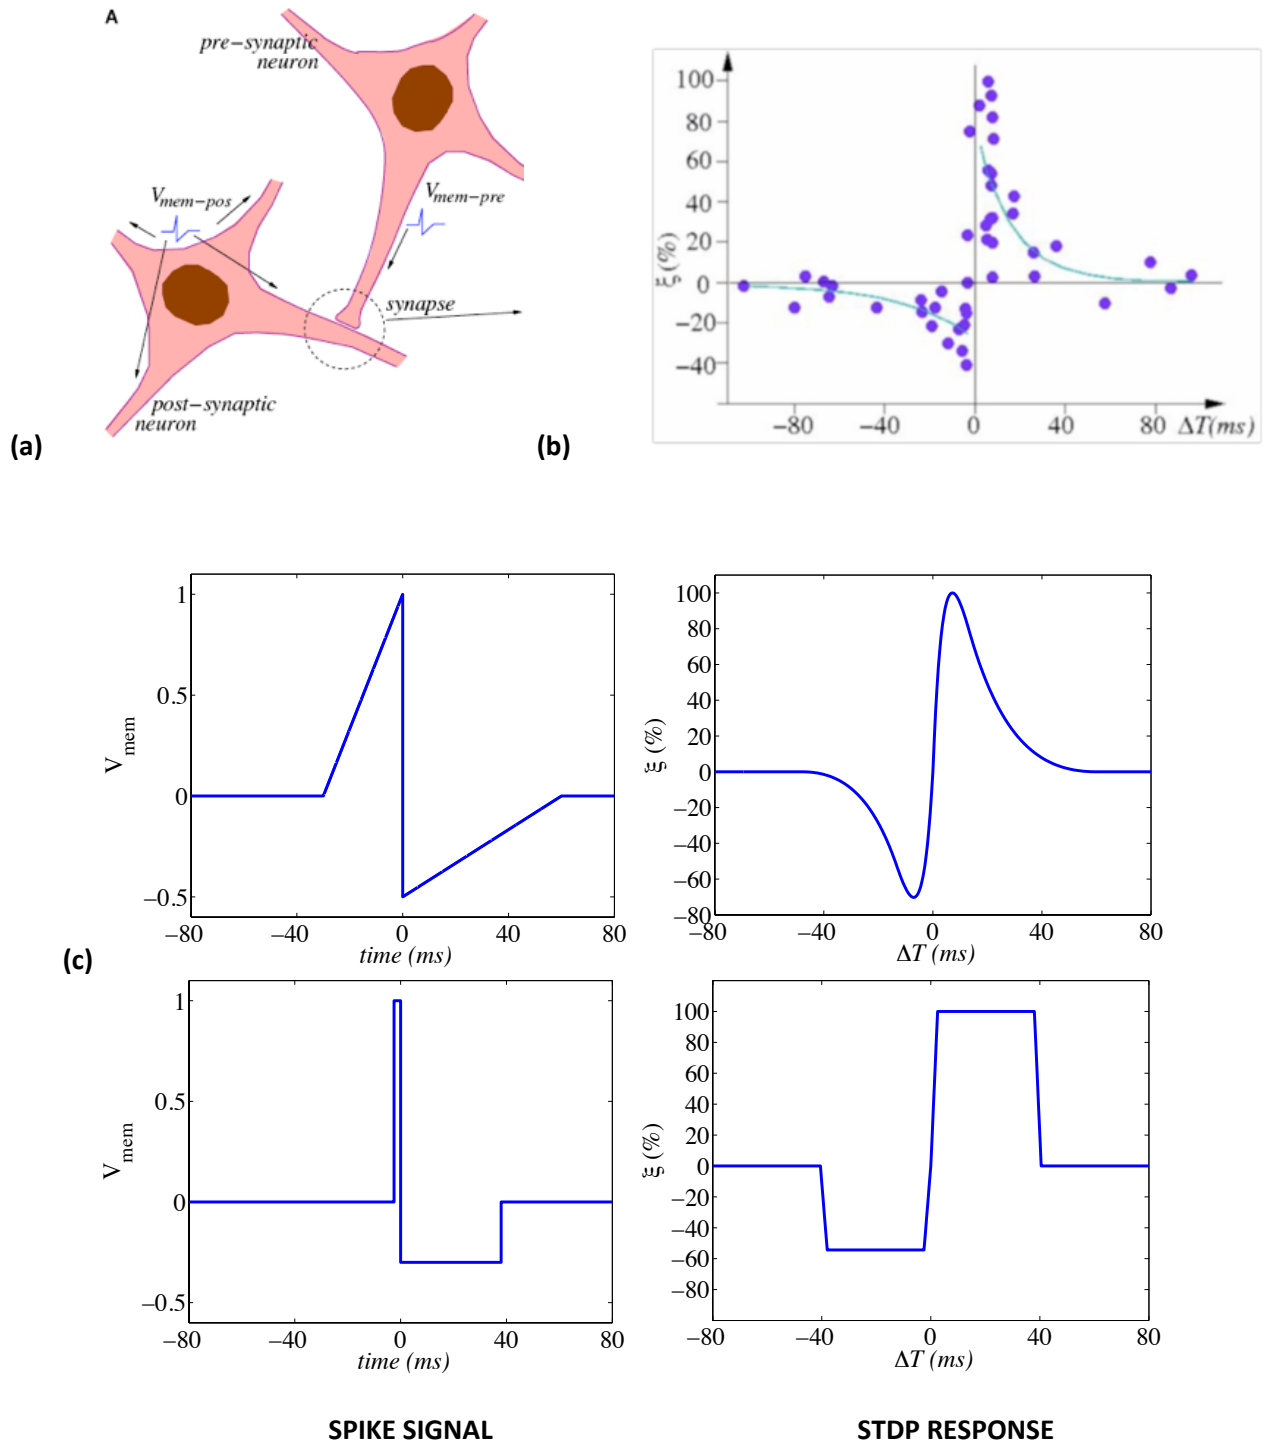 A
pre−synaptic
neuron
V mem−pos
V mem−pre
synapse
post−synaptic
neuron
(a)
100
80
60
40
20
0
−20
−40
ξ (%)
−80
−40
0
40
80
ΔT(ms)
(b)
1
0.5
0
−0.5
V mem
−80
−40
0
40
80
time (ms)
100
80
60
40
20
0
−20
−40
−60
−80
ξ (%)
−80
−40
0
40
80
ΔT (ms)
(c)
1
0.5
0
−0.5
V mem
−80
−40
0
40
80
time (ms)
100
80
60
40
20
0
−20
−40
−60
−80
ξ (%)
−80
−40
0
40
80
ΔT (ms)
SPIKE SIGNAL
STDP RESPONSE